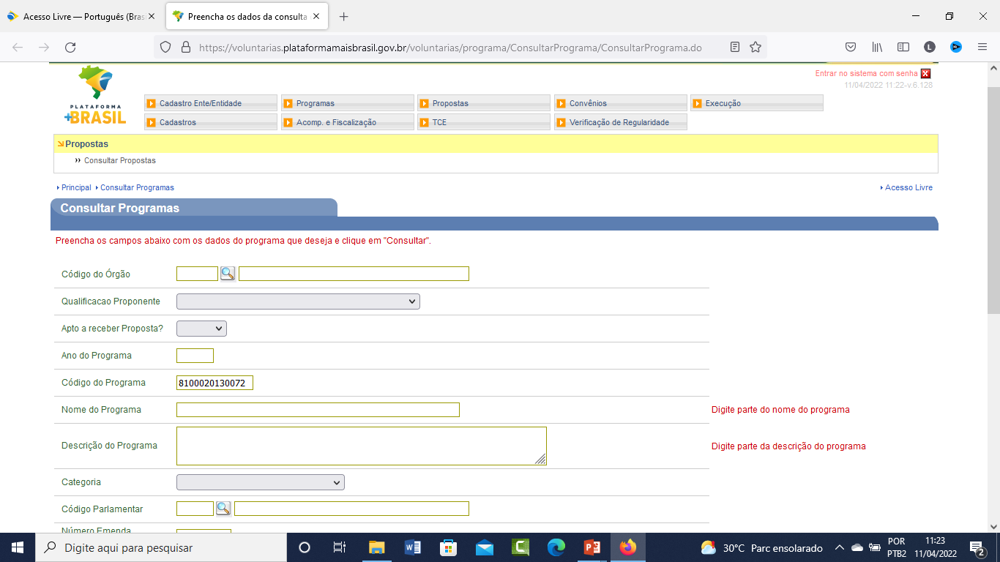 Acesso Livre — Português (Bras
Preencha os dados da consulta
https://voluntarias.plataformamaisbrasil.gov.br/voluntarias/programa/ConsultarPrograma/ConsultarPrograma.do
L
PLATAFORMA
+BRASIL
Entrar no sistema com senha
11/04/2022 11:22-v.6.128
Cadastro Ente/Entidade
Programas
Propostas
Convênios
Execução
Cadastros
Acomp. e Fiscalização
TCE
Verificação de Regularidade
Propostas
Consultar Propostas
Principal
Consultar Programas
Acesso Livre
Consultar Programas
Preencha os campos abaixo com os dados do programa que deseja e clique em "Consultar".
Código do Órgão
Qualificacao Proponente
Apto a receber Proposta?
Ano do Programa
Código do Programa 8100020130072
Nome do Programa
Digite parte do nome do programa
Descrição do Programa
Digite parte da descrição do programa
Categoria
Código Parlamentar
Número Emenda
Digite aqui para pesquisar
30°C Parc ensolarado
POR
PTB2
11:23
11/04/2022
2